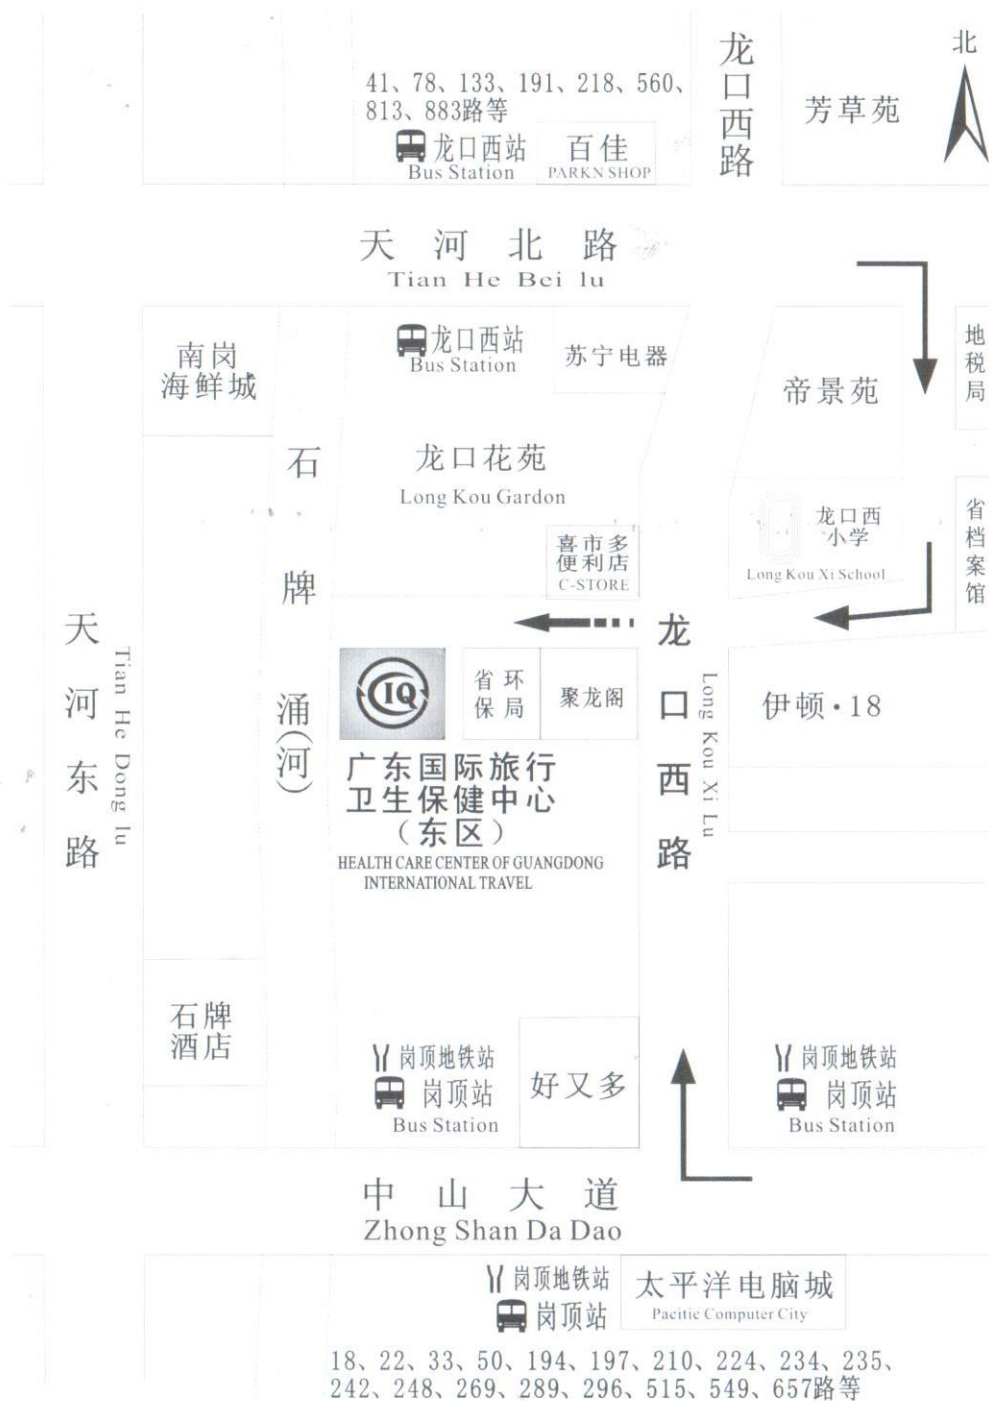 北
龙口西路
41、78、133、191、218、560、
813、883路等
龙口西站
Bus Station
百佳
PARKN SHOP
芳草苑
天河北路
Tian He Bei lu
南岗
海鲜城
龙口西站
Bus Station
苏宁电器
帝景苑
地税局
龙口花苑
Long Kou Gardon
喜市多
便利店
C-STORE
龙口西
小学
Long Kou Xi School
省档案馆
石牌涌(河)
天河东路
Tian He Dong lu
CIQ
省环
保局
聚龙阁
龙口西路
Long Kou Xi Lu
伊顿·18
广东国际旅行
卫生保健中心
（东区）
HEALTH CARE CENTER OF GUANGDONG
INTERNATIONAL TRAVEL
石牌
酒店
岗顶地铁站
岗顶站
Bus Station
好又多
岗顶地铁站
岗顶站
Bus Station
中山大道
Zhong Shan Da Dao
岗顶地铁站
岗顶站
太平洋电脑城
Pacitic Computer City
18、22、33、50、194、197、210、224、234、235、
242、248、269、289、296、515、549、657路等